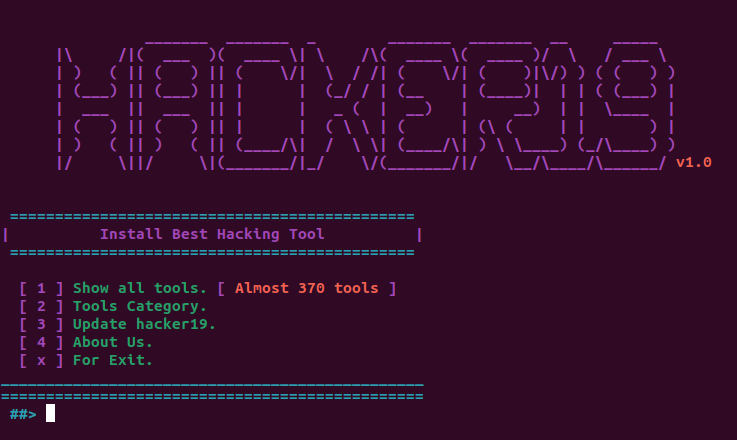 HACKER19
v1.0
Install Best Hacking Tool
[ 1 ] Show all tools. [ Almost 370 tools ]
[ 2 ] Tools Category.
[ 3 ] Update hacker19.
[ 4 ] About Us.
[ x ] For Exit.
##>